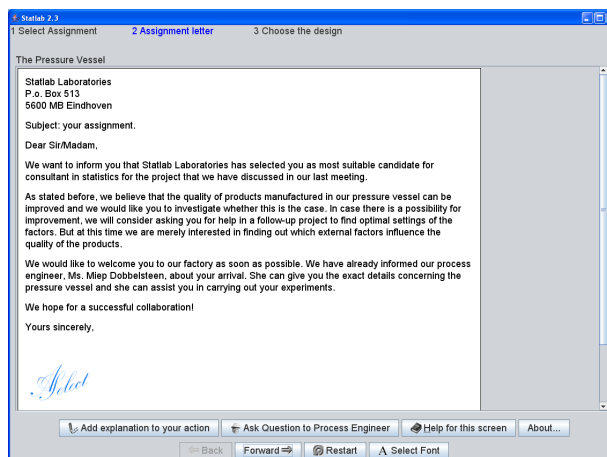 Statlab 2.3
1 Select Assignment 2 Assignment letter 3 Choose the design
The Pressure Vessel
Statlab Laboratories
P.o. Box 513
5600 MB Eindhoven
Subject: your assignment.
Dear Sir/Madam,
We want to inform you that Statlab Laboratories has selected you as most suitable candidate for
consultant in statistics for the project that we have discussed in our last meeting.
As stated before, we believe that the quality of products manufactured in our pressure vessel can be
improved and we would like you to investigate whether this is the case. In case there is a possibility for
improvement, we will consider asking you for help in a follow-up project to find optimal settings of the
factors. But at this time we are merely interested in finding out which external factors influence the
quality of the products.
We would like to welcome you to our factory as soon as possible. We have already informed our process
engineer, Ms. Miep Dobbelsteen, about your arrival. She can give you the exact details concerning the
pressure vessel and she can assist you in carrying out your experiments.
We hope for a successful collaboration!
Yours sincerely,
Add explanation to your action Ask Question to Process Engineer Help for this screen About...
Back Forward Restart A Select Font